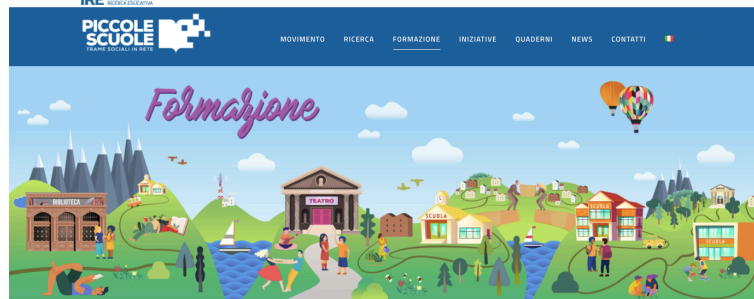 IRE RICERCA EDUCATIVA
PICCOLE
SCUOLE
TRAME SOCIALI IN RETE
MOVIMENTO RICERCA FORMAZIONE INIZIATIVE QUADERNI NEWS CONTATTI
Formazione
BIBLIOTECA
TEATRO
SCUOLA
SCUOLA
SCUOLA